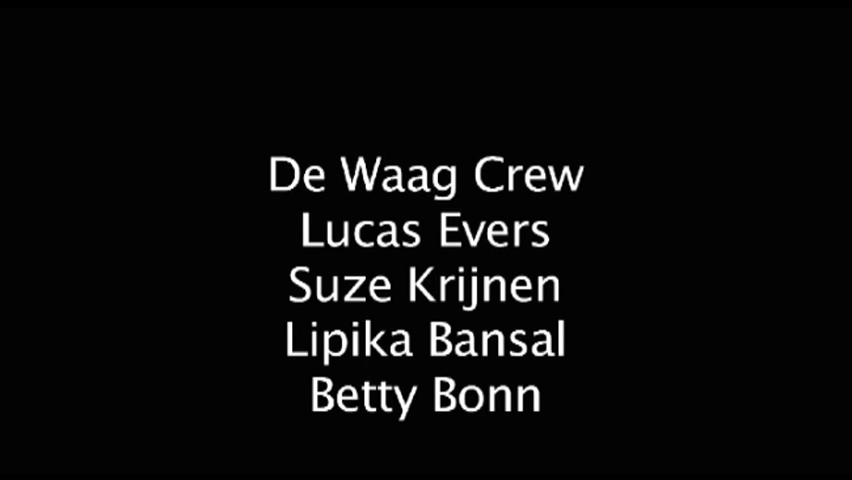 De Waag Crew
Lucas Evers
Suze Krijnen
Lipika Bansal
Betty Bonn